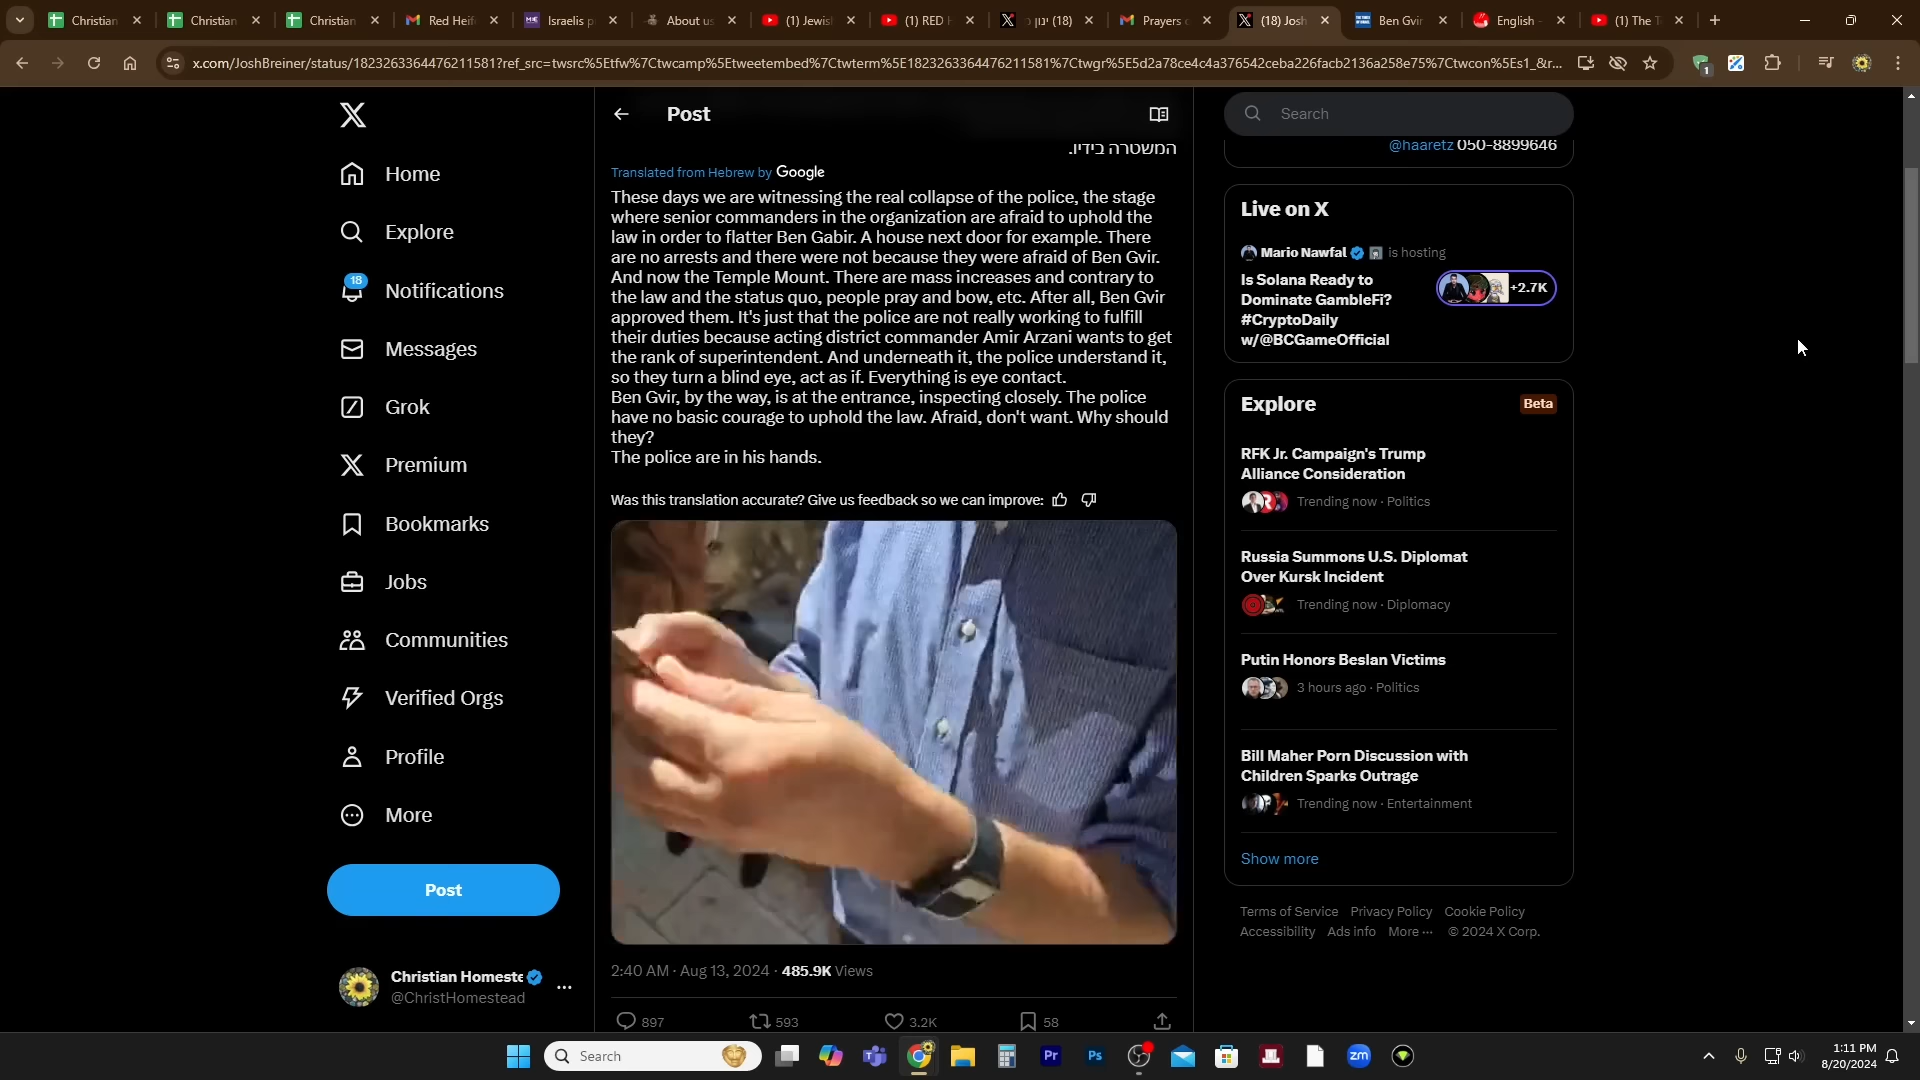 Christian
Christian
Christian
Red Heif
Israelis p
About us
(1) Jewis
(1) RED H
Prayers o
(18) Josh
Ben Gvir
English -
(1) The T
x.com/JoshBreiner/status/1823263364476211581?ref_src=twsrc%5Etfw%7Ctwcamp%5Etweetembed%7Ctwterm%5E1823263364476211581%7Ctwgr%5E5d2a78ce4c4a376542ceba226facb2136a258e75%7Ctwcon%5Es1_&r...
1
Home
Explore
18
Notifications
Messages
Grok
Jobs
Bookmarks
Communities
Premium
Verified Orgs
Profile
More
Post
Christian Homeste
@ChristHomestead
Post
המשטרה בידיו.
Translated from Hebrew by Google
These days we are witnessing the real collapse of the police, the stage
where senior commanders in the organization are afraid to uphold the
law in order to flatter Ben Gabir. A house next door for example. There
are no arrests and there were not because they were afraid of Ben Gvir.
And now the Temple Mount. There are mass increases and contrary to
the law and the status quo, people pray and bow, etc. After all, Ben Gvir
approved them. It's just that the police are not really working to fulfill
their duties because acting district commander Amir Arzani wants to get
the rank of superintendent. And underneath it, the police understand it,
so they turn a blind eye, act as if. Everything is eye contact.
Ben Gvir, by the way, is at the entrance, inspecting closely. The police
have no basic courage to uphold the law. Afraid, don't want. Why should
they?
The police are in his hands.
Was this translation accurate? Give us feedback so we can improve:
2:40 AM · Aug 13, 2024 · 485.9K Views
897
593
3.2K
58
Search
@haaretz 050-8899646
Live on X
Mario Nawfal is hosting
Is Solana Ready to
Dominate GambleFi?
#CryptoDaily
w/@BCGameOfficial
+2.7K
Explore
Beta
RFK Jr. Campaign's Trump
Alliance Consideration
Trending now · Politics
Russia Summons U.S. Diplomat
Over Kursk Incident
Trending now · Diplomacy
Putin Honors Beslan Victims
3 hours ago · Politics
Bill Maher Porn Discussion with
Children Sparks Outrage
Trending now · Entertainment
Show more
Terms of Service Privacy Policy Cookie Policy
Accessibility Ads info More ··· © 2024 X Corp.
Search
Pr
Ps
zm
1:11 PM
8/20/2024